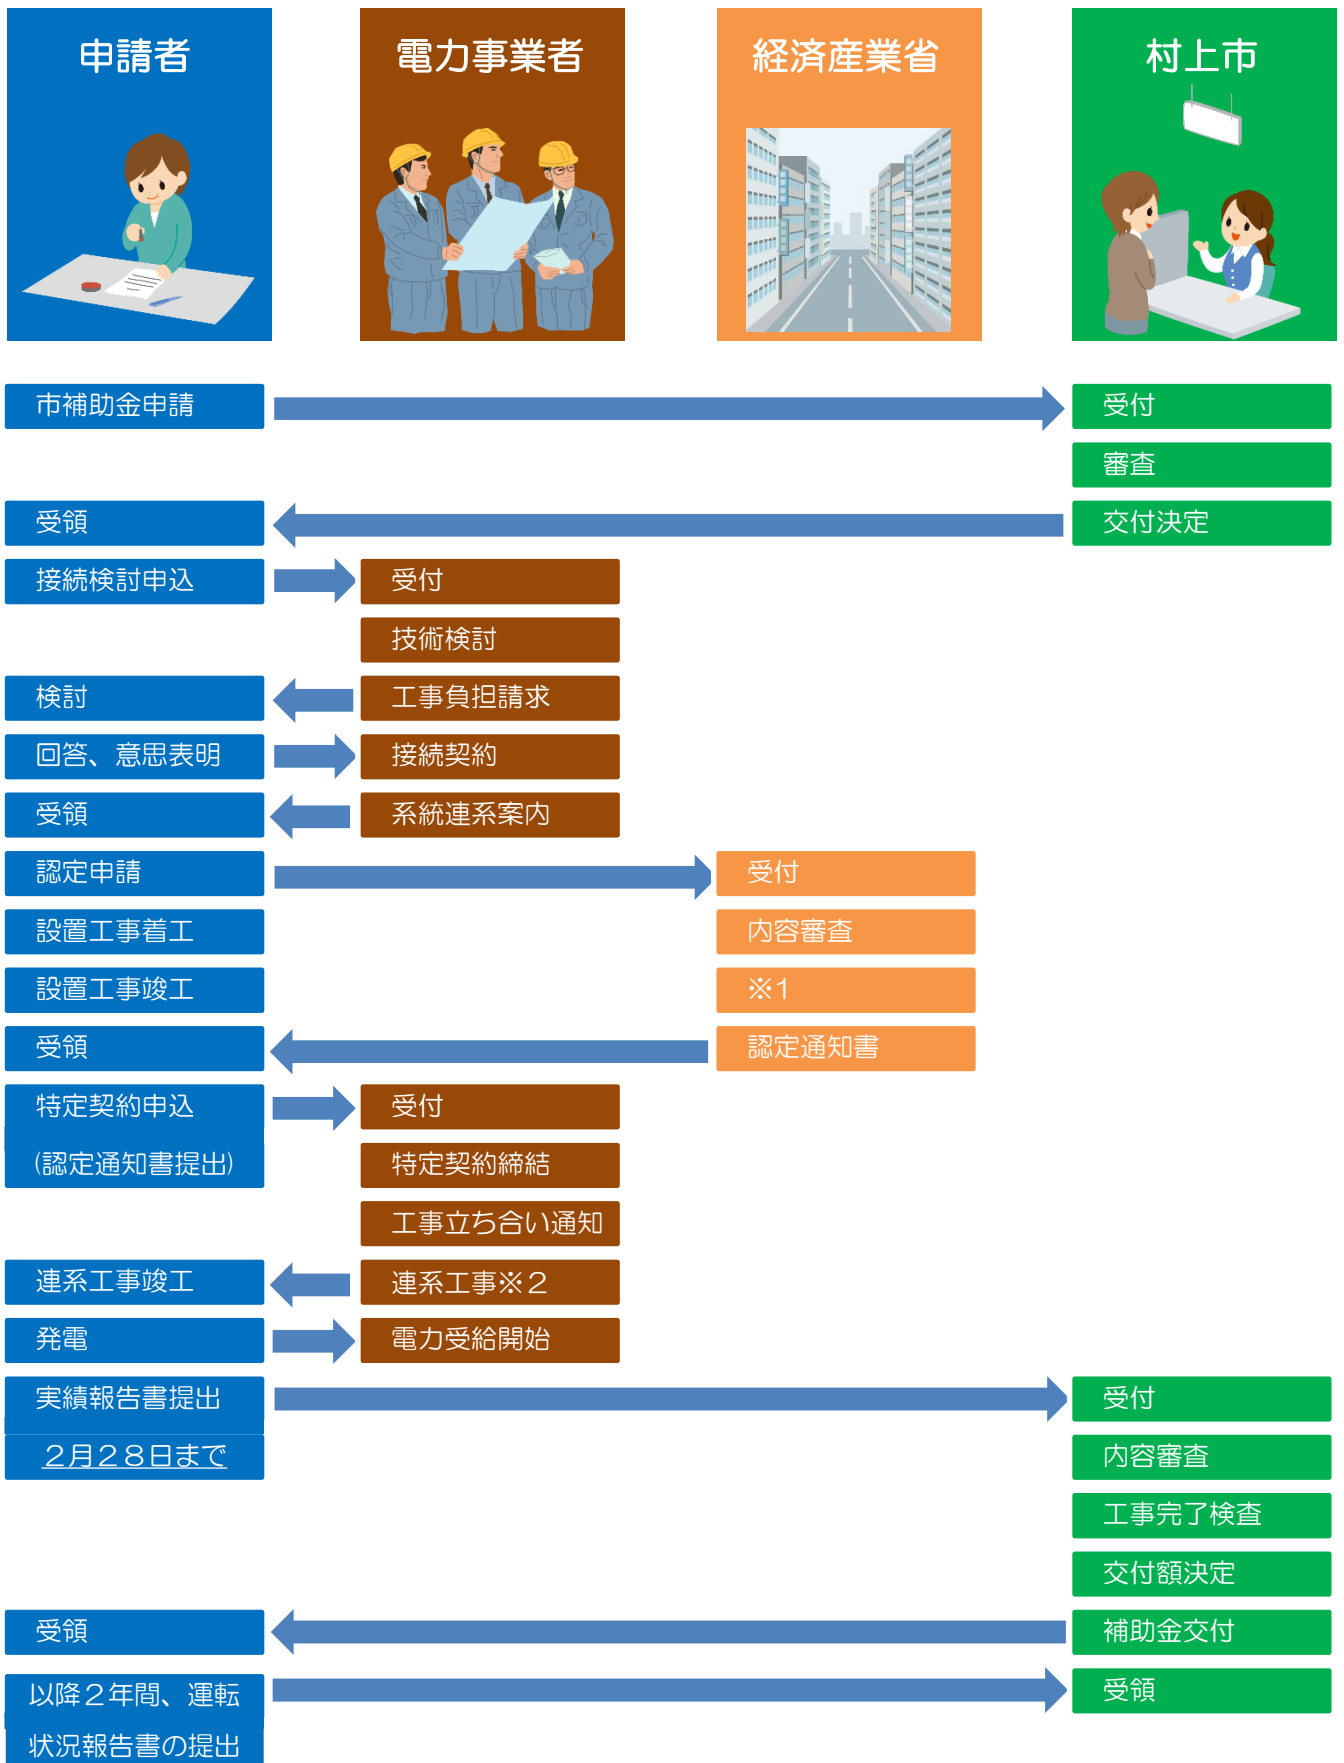 申請者 電力事業者 経済産業省 村上市
市補助金申請 受付
審査
受領 交付決定
接続検討申込 受付
技術検討
検討 工事負担請求
回答、意思表明 接続契約
受領 系統連系案内
認定申請 受付
設置工事着工 内容審査
設置工事竣工 ※1
受領 認定通知書
特定契約申込 受付
(認定通知書提出) 特定契約締結
工事立ち合い通知
連系工事竣工 連系工事※２
発電 電力受給開始
実績報告書提出 受付
２月２８日まで 内容審査
工事完了検査
交付額決定
受領 補助金交付
以降２年間、運転 受領
状況報告書の提出